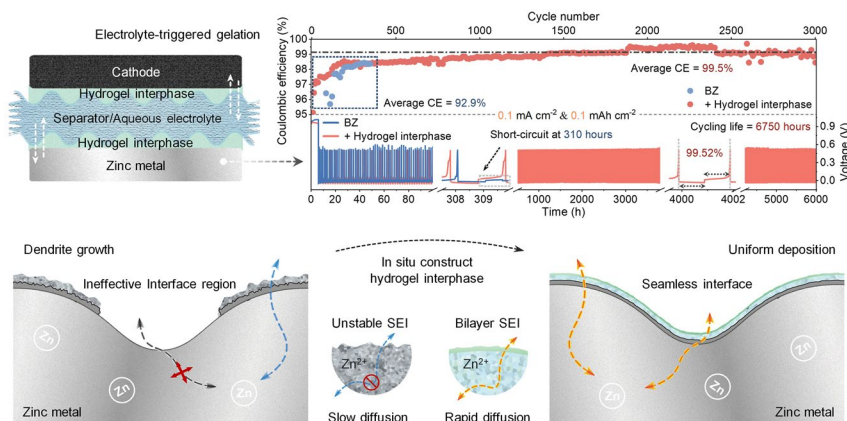 Electrolyte-triggered gelation
Cathode
Hydrogel interphase
Separator/Aqueous electrolyte
Hydrogel interphase
Zinc metal
Cycle number
0 500 1000 1500 2000 2500 3000
Coulombic efficiency (%)
100
99
98
97
96
95
Average CE = 92.9%
Average CE = 99.5%
BZ
+ Hydrogel interphase
0.1 mA cm⁻² & 0.1 mAh cm⁻²
BZ
+ Hydrogel interphase
Short-circuit at 310 hours
Cycling life = 6750 hours
99.52%
0.9
0.6
0.3
0.0
Voltage (V)
0 50 308 309 1000 2000 3000 4000 4002 5000 6000
Time (h)
Dendrite growth
Ineffective Interface region
Zn
Zn
Zn
Zinc metal
In situ construct
hydrogel interphase
Unstable SEI
Zn²⁺
Slow diffusion
Bilayer SEI
Zn²⁺
Rapid diffusion
Uniform deposition
Seamless interface
Zn
Zn
Zn
Zinc metal